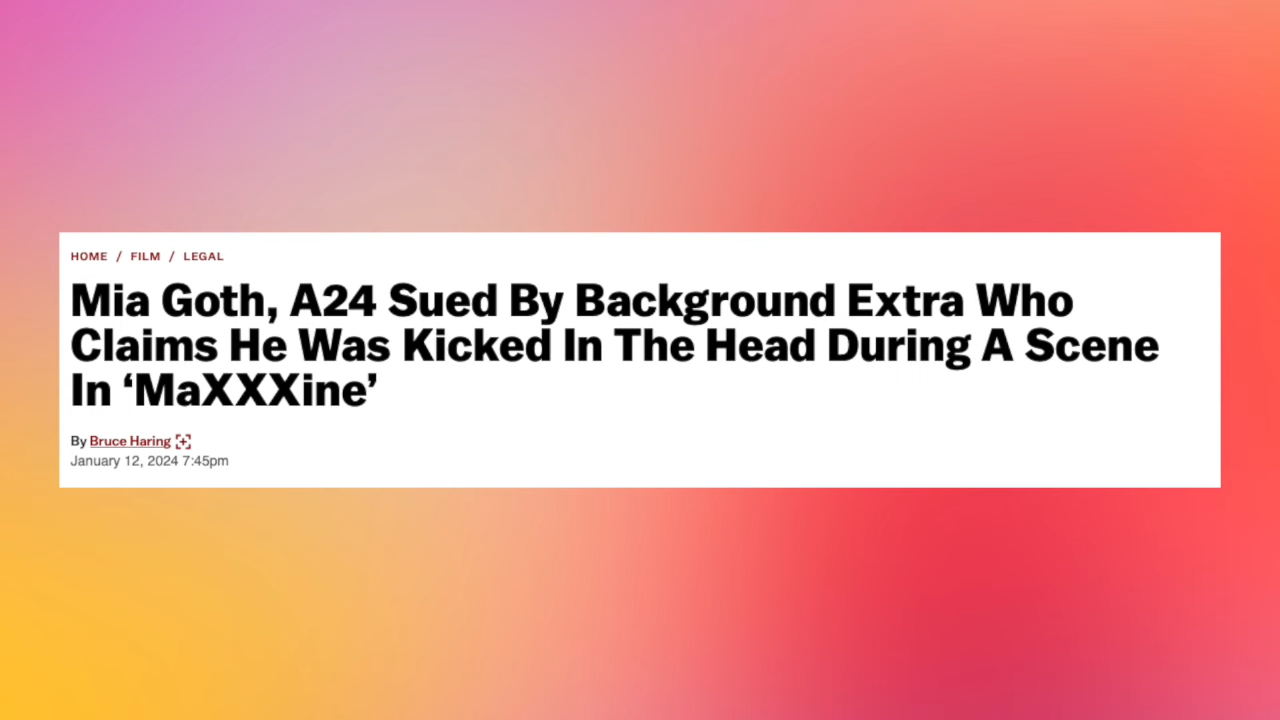 HOME / FILM / LEGAL
Mia Goth, A24 Sued By Background Extra Who
Claims He Was Kicked In The Head During A Scene
In ‘MaXXXine’
By Bruce Haring
January 12, 2024 7:45pm